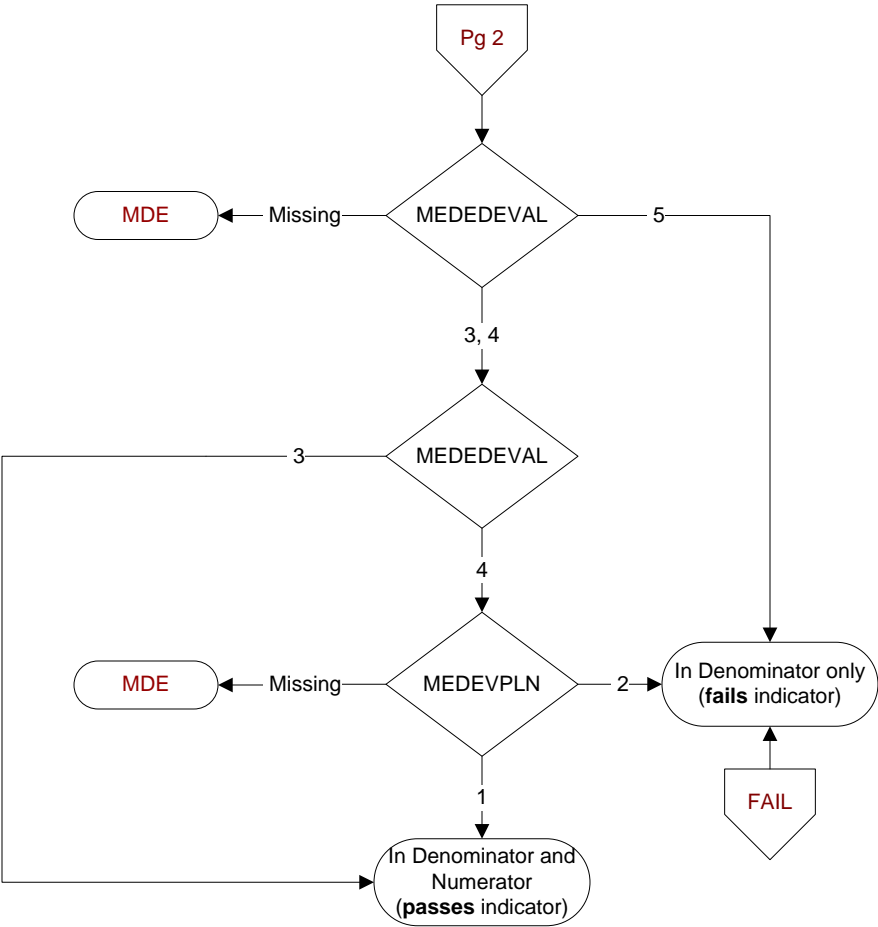 Pg 2
MDE
Missing
MEDEDEVAL
5
3, 4
3
MEDEDEVAL
4
MDE
Missing
MEDEVPLN
2
In Denominator only
(fails indicator)
1
FAIL
In Denominator and
Numerator
(passes indicator)